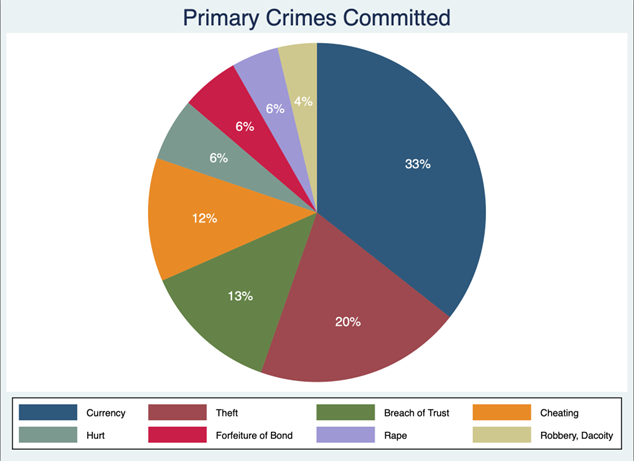 Primary Crimes Committed
4%
6%
33%
6%
6%
12%
13%
20%
Currency Theft Breach of Trust Cheating
Hurt Forfeiture of Bond Rape Robbery, Dacoity